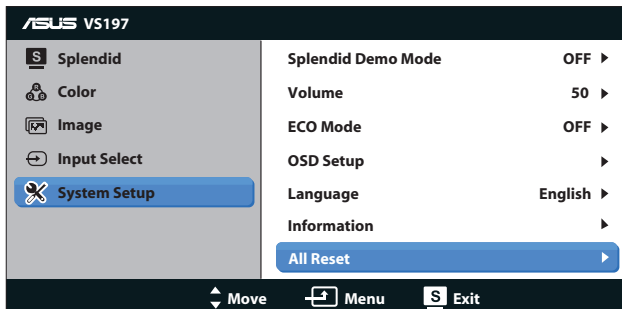 ASUS VS197
S Splendid
Color
Image
Input Select
System Setup
Splendid Demo Mode OFF
Volume 50
ECO Mode OFF
OSD Setup
Language English
Information
All Reset
Move Menu S Exit